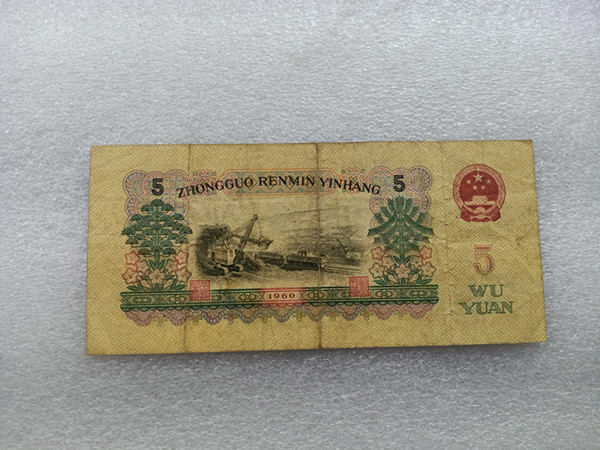 5 ZHONGGUO RENMIN YINHANG 5
1960
5
WU
YUAN